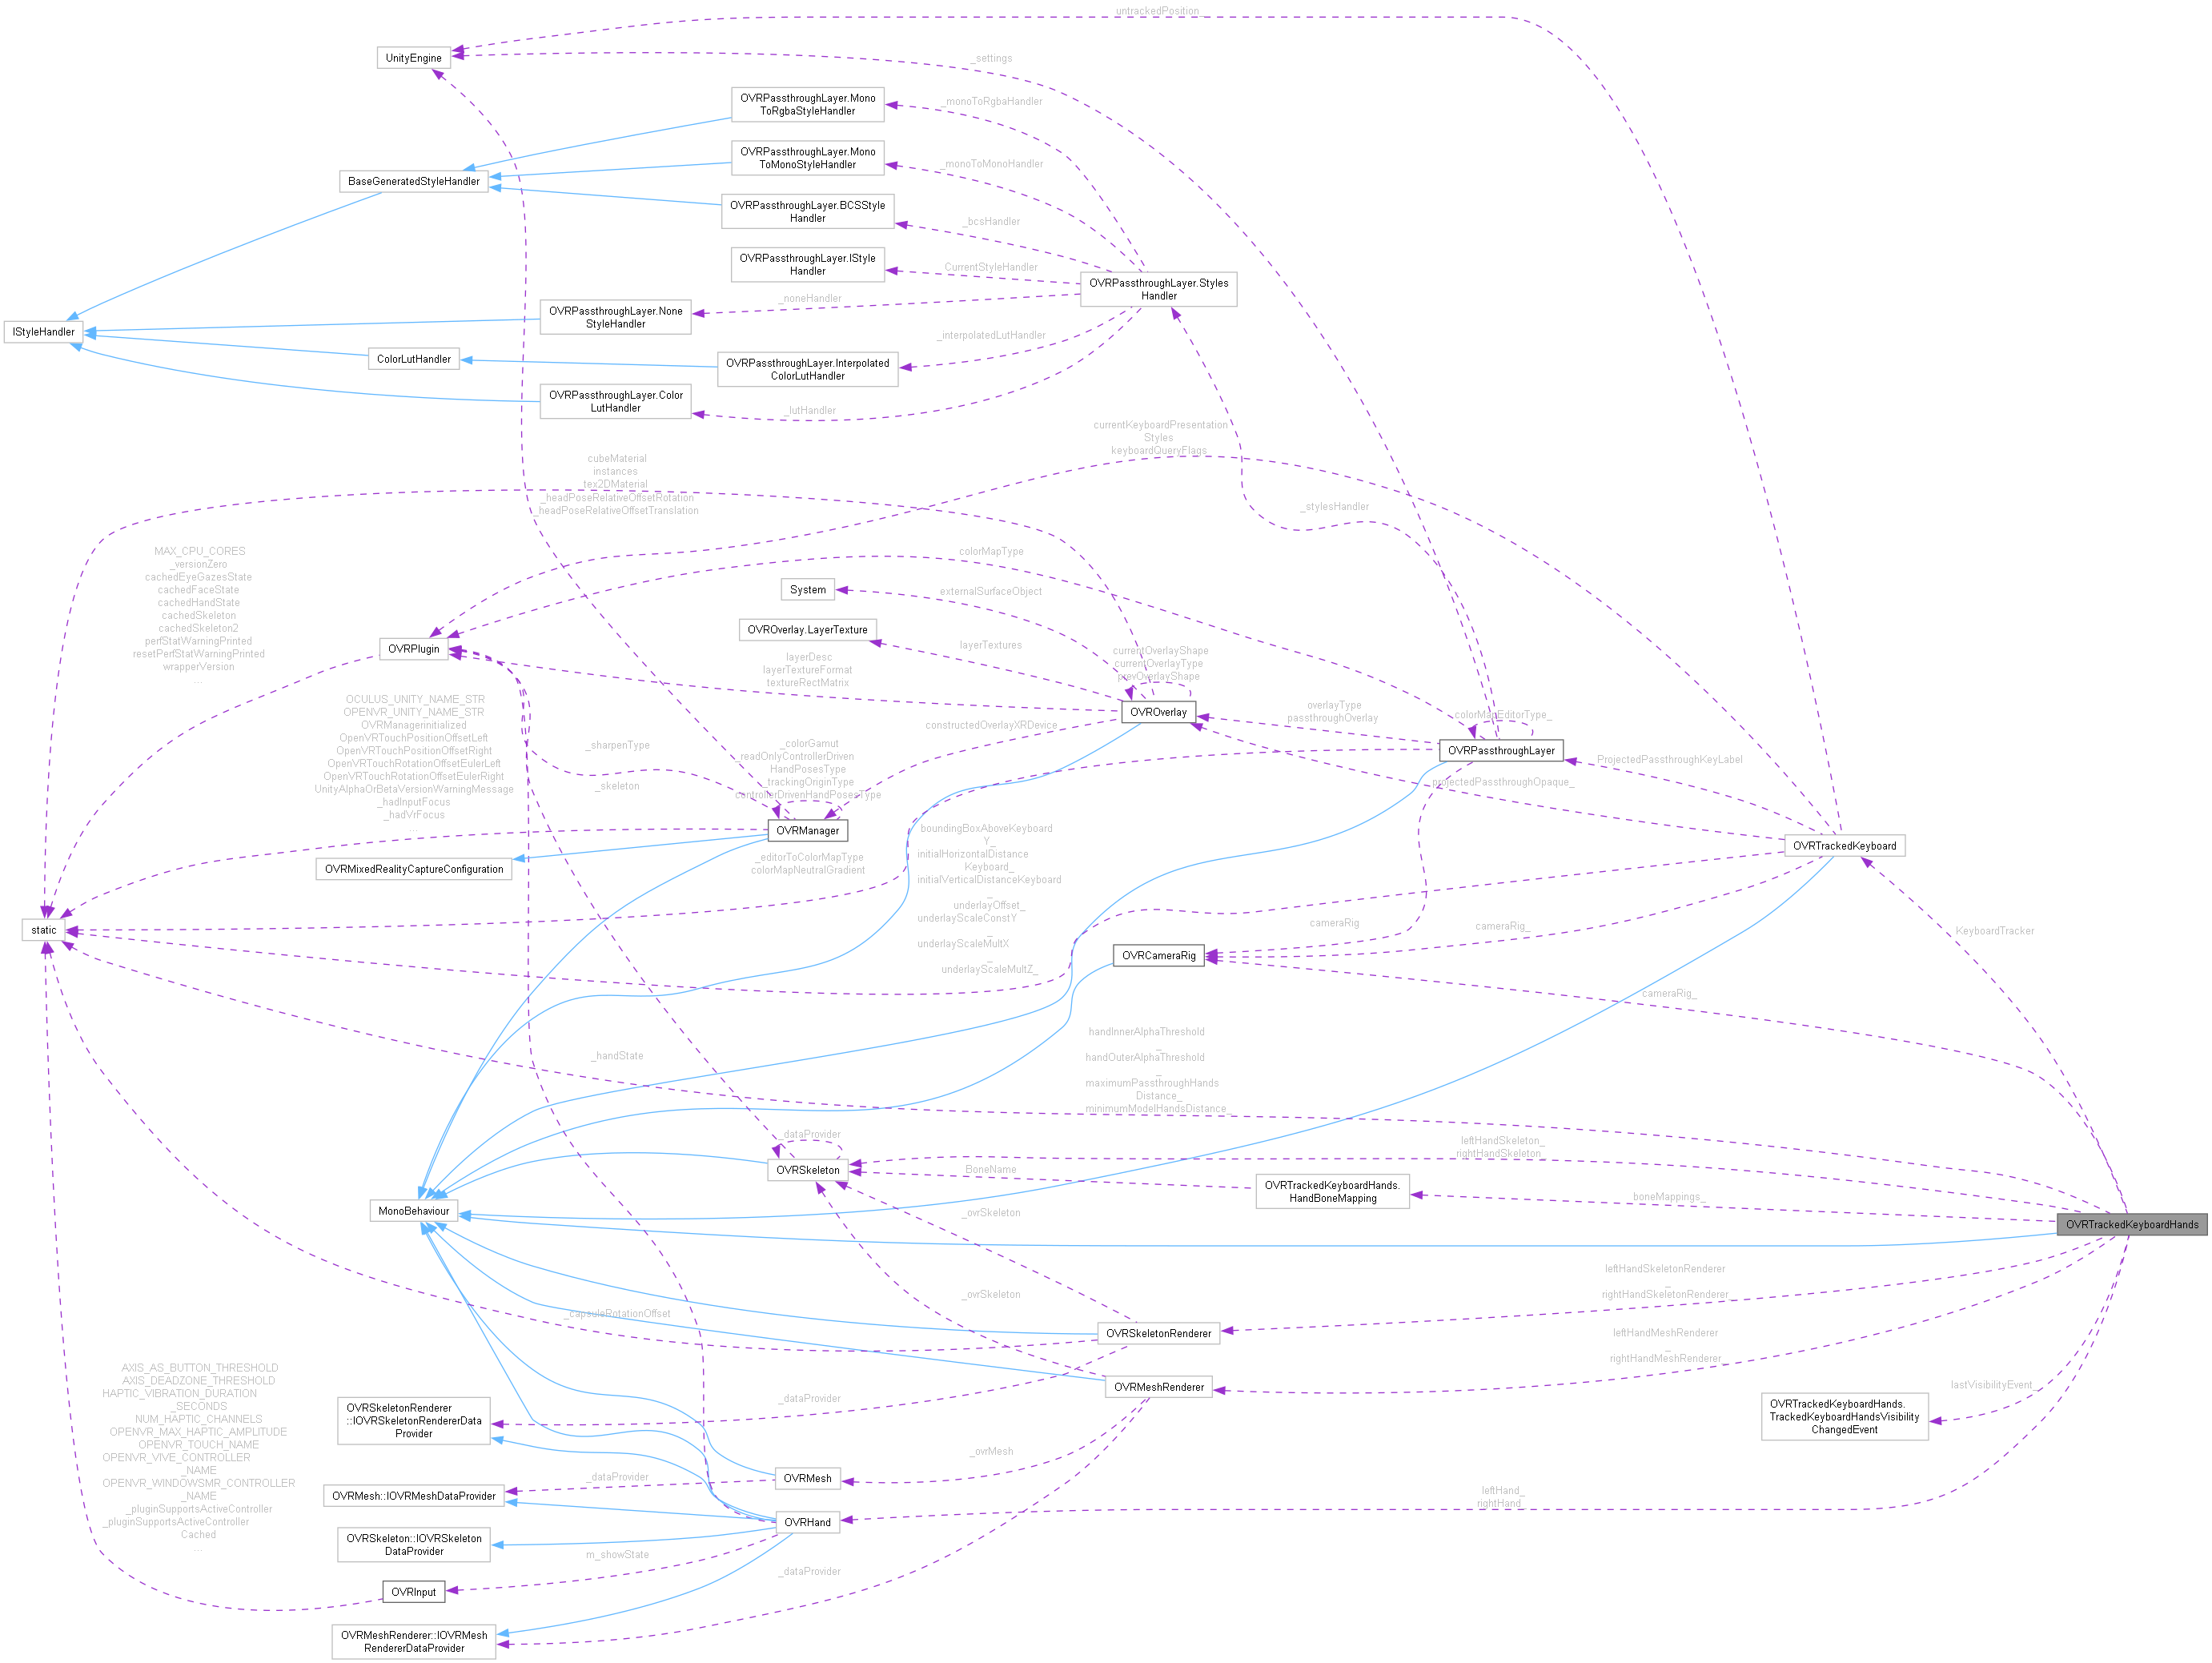 untrackedPosition_
UnityEngine
_settings
OVRPassthroughLayer.Mono
ToRgbaStyleHandler
_monoToRgbaHandler
OVRPassthroughLayer.Mono
ToMonoStyleHandler
_monoToMonoHandler
BaseGeneratedStyleHandler
OVRPassthroughLayer.BCSStyle
Handler
_bcsHandler
OVRPassthroughLayer.IStyle
Handler
CurrentStyleHandler
OVRPassthroughLayer.Styles
Handler
OVRPassthroughLayer.None
StyleHandler
_noneHandler
IStyleHandler
ColorLutHandler
OVRPassthroughLayer.Interpolated
ColorLutHandler
_interpolatedLutHandler
OVRPassthroughLayer.Color
LutHandler
_lutHandler
currentKeyboardPresentation
Styles
keyboardQueryFlags_
cubeMaterial
instances
tex2DMaterial
_headPoseRelativeOffsetRotation
_headPoseRelativeOffsetTranslation
_stylesHandler
MAX_CPU_CORES
_versionZero
cachedEyeGazesState
cachedFaceState
cachedHandState
cachedSkeleton
cachedSkeleton2
perfStatWarningPrinted
resetPerfStatWarningPrinted
wrapperVersion
...
colorMapType
System
externalSurfaceObject
OVROverlay.LayerTexture
layerTextures
OVRPlugin
layerDesc
layerTextureFormat
textureRectMatrix
currentOverlayShape
currentOverlayType
prevOverlayShape
OVROverlay
overlayType
passthroughOverlay
colorMapEditorType_
OVRPassthroughLayer
ProjectedPassthroughKeyLabel
OCULUS_UNITY_NAME_STR
OPENVR_UNITY_NAME_STR
OVRManagerinitialized
OpenVRTouchPositionOffsetLeft
OpenVRTouchPositionOffsetRight
OpenVRTouchRotationOffsetEulerLeft
OpenVRTouchRotationOffsetEulerRight
UnityAlphaOrBetaVersionWarningMessage
_hadInputFocus
_hadVrFocus
...
_sharpenType
_skeleton
constructedOverlayXRDevice
_colorGamut
_readOnlyControllerDriven
HandPosesType
_trackingOriginType
controllerDrivenHandPosesType
projectedPassthroughOpaque_
OVRManager
OVRTrackedKeyboard
OVRMixedRealityCaptureConfiguration
_editorToColorMapType
colorMapNeutralGradient
boundingBoxAboveKeyboard
Y_
initialHorizontalDistance
Keyboard_
initialVerticalDistanceKeyboard
_
underlayOffset_
underlayScaleConstY
_
underlayScaleMultX
_
underlayScaleMultZ_
static
cameraRig
cameraRig_
KeyboardTracker
OVRCameraRig
cameraRig_
_handState
handInnerAlphaThreshold
_
handOuterAlphaThreshold
_
maximumPassthroughHands
Distance_
minimumModelHandsDistance_
_dataProvider
OVRSkeleton
BoneName
leftHandSkeleton_
rightHandSkeleton_
OVRTrackedKeyboardHands.
HandBoneMapping
boneMappings_
MonoBehaviour
OVRTrackedKeyboardHands
_ovrSkeleton
leftHandSkeletonRenderer
_
rightHandSkeletonRenderer_
_ovrSkeleton
_capsuleRotationOffset
OVRSkeletonRenderer
leftHandMeshRenderer
_
rightHandMeshRenderer_
AXIS_AS_BUTTON_THRESHOLD
AXIS_DEADZONE_THRESHOLD
HAPTIC_VIBRATION_DURATION
_SECONDS
NUM_HAPTIC_CHANNELS
OPENVR_MAX_HAPTIC_AMPLITUDE
OPENVR_TOUCH_NAME
OPENVR_VIVE_CONTROLLER
_NAME
OPENVR_WINDOWSMR_CONTROLLER
_NAME
_pluginSupportsActiveController
_pluginSupportsActiveController
Cached
...
OVRMeshRenderer
lastVisibilityEvent_
OVRSkeletonRenderer
::IOVRSkeletonRendererData
Provider
_dataProvider
OVRTrackedKeyboardHands.
TrackedKeyboardHandsVisibility
ChangedEvent
_ovrMesh
OVRMesh
_dataProvider
OVRMesh::IOVRMeshDataProvider
leftHand_
rightHand_
OVRHand
OVRSkeleton::IOVRSkeleton
DataProvider
m_showState
_dataProvider
OVRInput
OVRMeshRenderer::IOVRMesh
RendererDataProvider